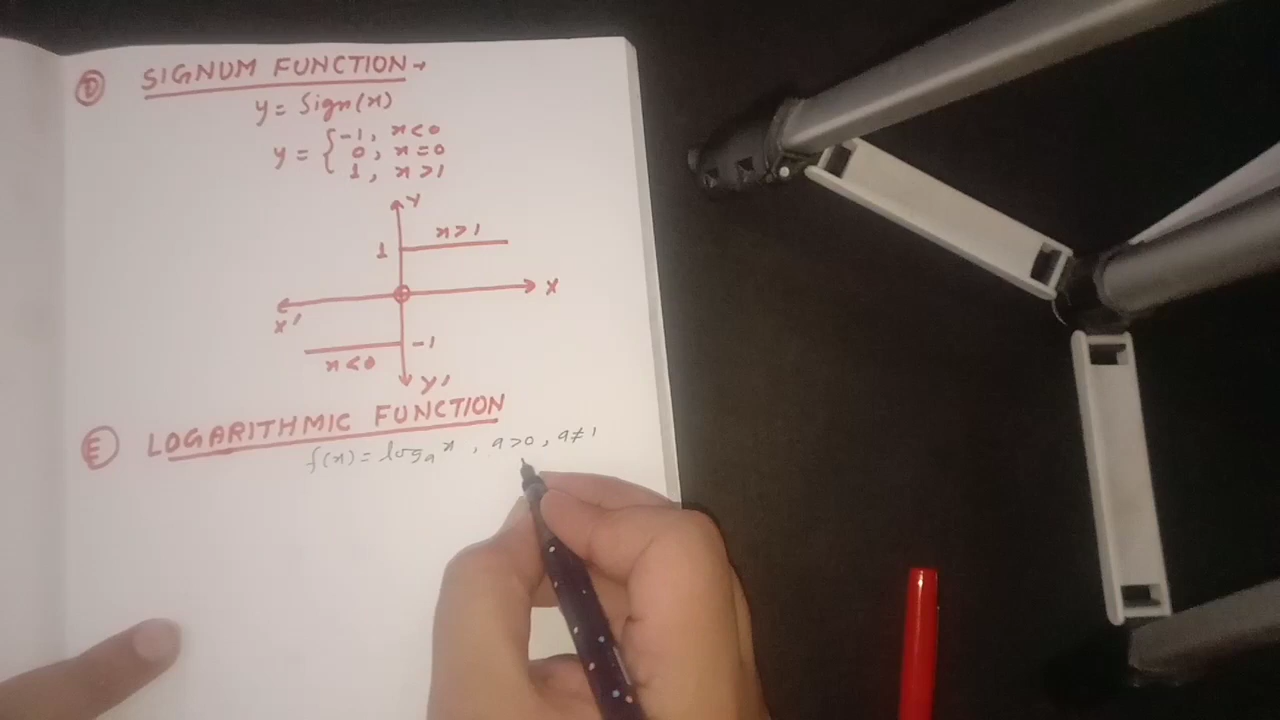 D SIGNUM FUNCTION →
y = Sign(x)
y = { -1, x<0
0, x=0
1, x>1
Y
x>1
1
X
X'
-1
x<0
Y'
E LOGARITHMIC FUNCTION
f(x) = logₐ x , a>0, a≠1